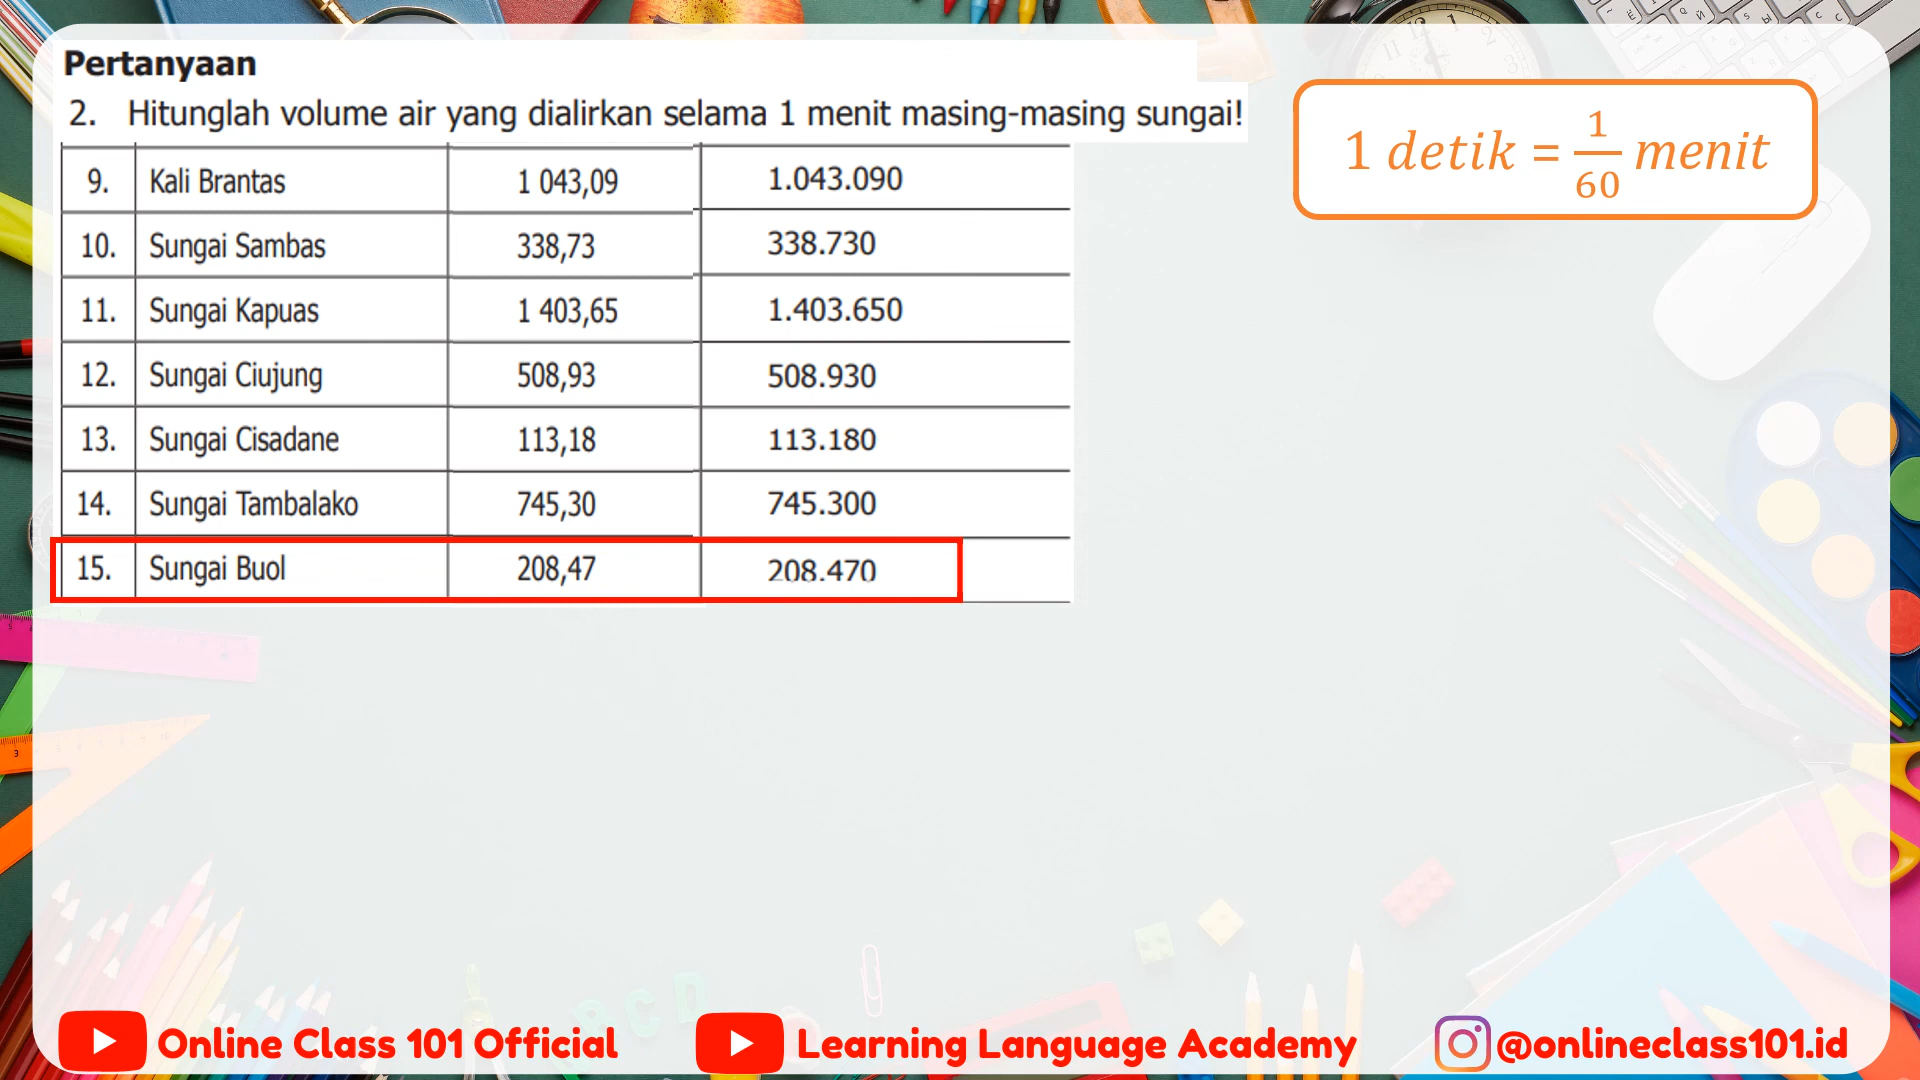 Pertanyaan
2. Hitunglah volume air yang dialirkan selama 1 menit masing-masing sungai!
1 detik = 1/60 menit
9. Kali Brantas 1 043,09 1.043.090
10. Sungai Sambas 338,73 338.730
11. Sungai Kapuas 1 403,65 1.403.650
12. Sungai Ciujung 508,93 508.930
13. Sungai Cisadane 113,18 113.180
14. Sungai Tambalako 745,30 745.300
15. Sungai Buol 208,47 208.470
Online Class 101 Official
Learning Language Academy
@onlineclass101.id